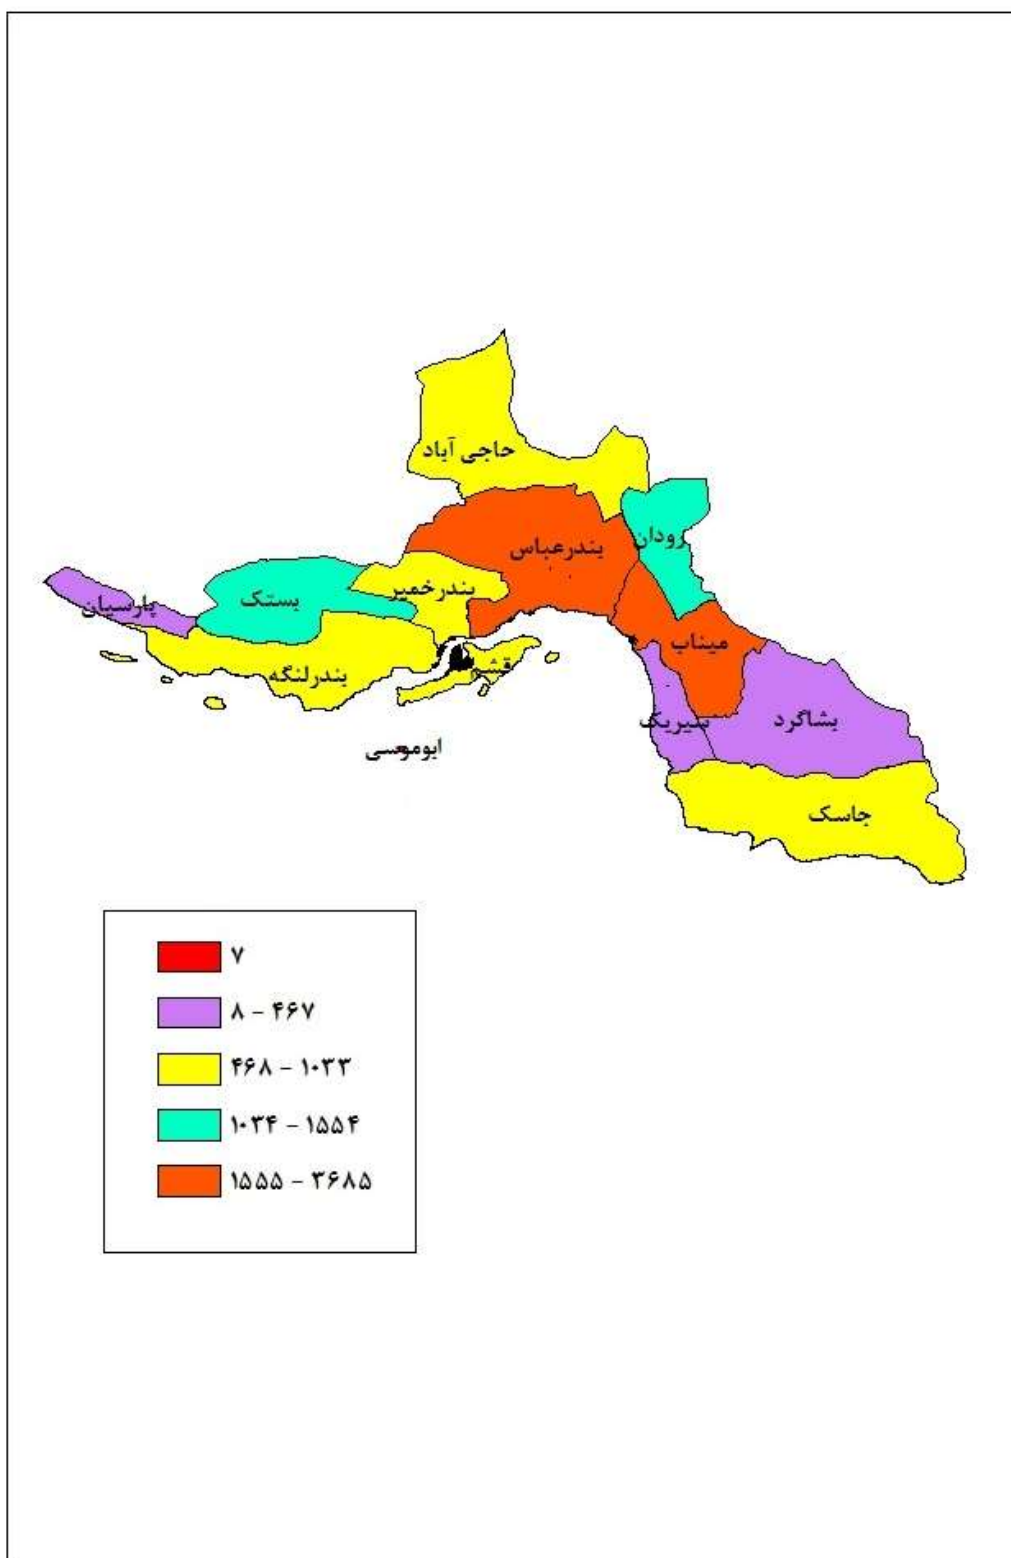 حاجی آباد
رودان
بندرعباس
بندرخمیر
بستک
پارسیان
میناب
قشم
بندرلنگه
سیریک
بشاگرد
ابوموسی
جاسک
۷
۸ - ۴۶۷
۴۶۸ - ۱۰۳۳
۱۰۳۴ - ۱۵۵۴
۱۵۵۵ - ۳۶۸۵